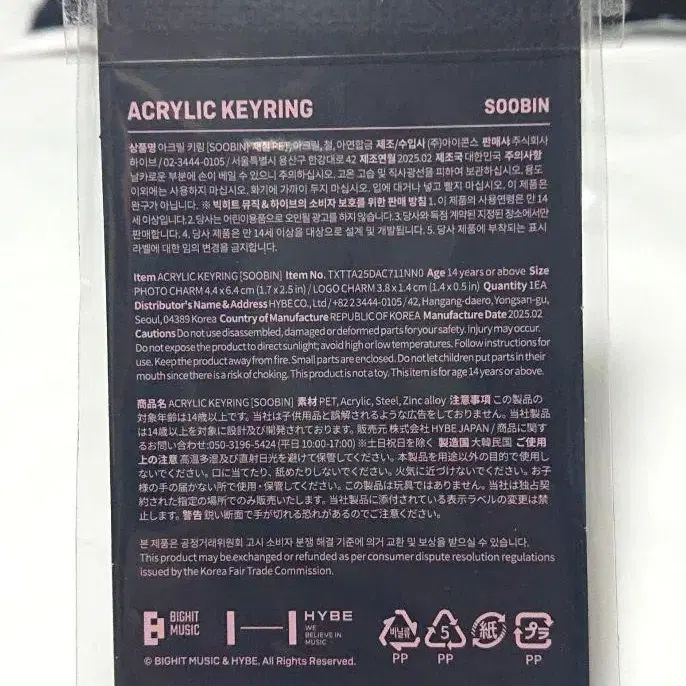 ACRYLIC KEYRING SOOBIN
상품명 아크릴 키링 [SOOBIN] 재질 PET, 아크릴, 철, 아연합금 제조/수입사 (주)아이콘스 판매사 주식회사
하이브 / 02-3444-0105 / 서울특별시 용산구 한강대로 42 제조연월 2025.02 제조국 대한민국 주의사항
날카로운 부분에 손이 베일 수 있으니 주의하십시오. 고온 고습 및 직사광선을 피하여 보관하십시오. 용도
이외에는 사용하지 마십시오. 화기에 가까이 두지 마십시오. 입에 대거나 넣고 빨지 마십시오. 이 제품은
완구가 아닙니다. ※ 빅히트 뮤직 & 하이브의 소비자 보호를 위한 판매 방침 1. 이 제품의 사용연령은 만 14
세 이상입니다. 2. 당사는 어린이용품으로 오인될 광고를 하지 않습니다. 3. 당사와 독점 계약된 지정된 장소에서만
판매합니다. 4. 당사 제품은 만 14세 이상을 대상으로 설계 및 개발됩니다. 5. 당사 제품에 부착되는 표시
라벨에 대한 임의 변경을 금지합니다.
Item ACRYLIC KEYRING [SOOBIN] Item No. TXTTA25DAC711NN0 Age 14 years or above Size
PHOTO CHARM 4.4 x 6.4 cm (1.7 x 2.5 in) / LOGO CHARM 3.8 x 1.4 cm (1.4 x 0.5 in) Quantity 1EA
Distributor's Name & Address HYBE CO., Ltd / +82 2 3444-0105 / 42, Hangang-daero, Yongsan-gu,
Seoul, 04389 Korea Country of Manufacture REPUBLIC OF KOREA Manufacture Date 2025.02
Cautions Do not use disassembled, damaged or deformed parts for your safety. Injury may occur.
Do not expose the product to direct sunlight; avoid high or low temperatures. Follow instructions for
use. Keep the product away from fire. Small parts are enclosed. Do not let children put parts in their
mouth since there is a risk of choking. This product is not a toy. This item is for age 14 years or above.
商品名 ACRYLIC KEYRING [SOOBIN] 素材 PET, Acrylic, Steel, Zinc alloy 注意事項 この製品の
対象年齢は14歳以上です。当社は子供用品と誤解されるような広告をしておりません。当社製品
は14歳以上を対象に設計及び開発されております。販売元 株式会社 HYBE JAPAN / 商品に関す
るお問い合わせ:050-3196-5424 (平日 10:00-17:00) ※土日祝日を除く 製造国 大韓民国 ご使用
上の注意 高温多湿及び直射日光を避けて保管してください。本製品を用途以外の目的で使用し
ないでください。口に当てたり、舐めたりしないでください。火気に近づけないでください。お子
様の手の届かない所で使用・保管してください。この製品は玩具ではありません。当社は独占契
約された指定の場所でのみ販売いたします。当社製品に添付されている表示ラベルの変更は禁
止します。警告 鋭い断面で手が切れる恐れがあるのでご注意ください。
본 제품은 공정거래위원회 고시 소비자 분쟁 해결 기준에 의거 교환 및 보상을 받으실 수 있습니다.
This product may be exchanged or refunded as per consumer dispute resolution regulations
issued by the Korea Fair Trade Commission.
BIGHIT
MUSIC
HYBE
WE
BELIEVE IN
MUSIC
비닐류 5 紙 プラ
PP PP PP
© BIGHIT MUSIC & HYBE. All Rights Reserved.